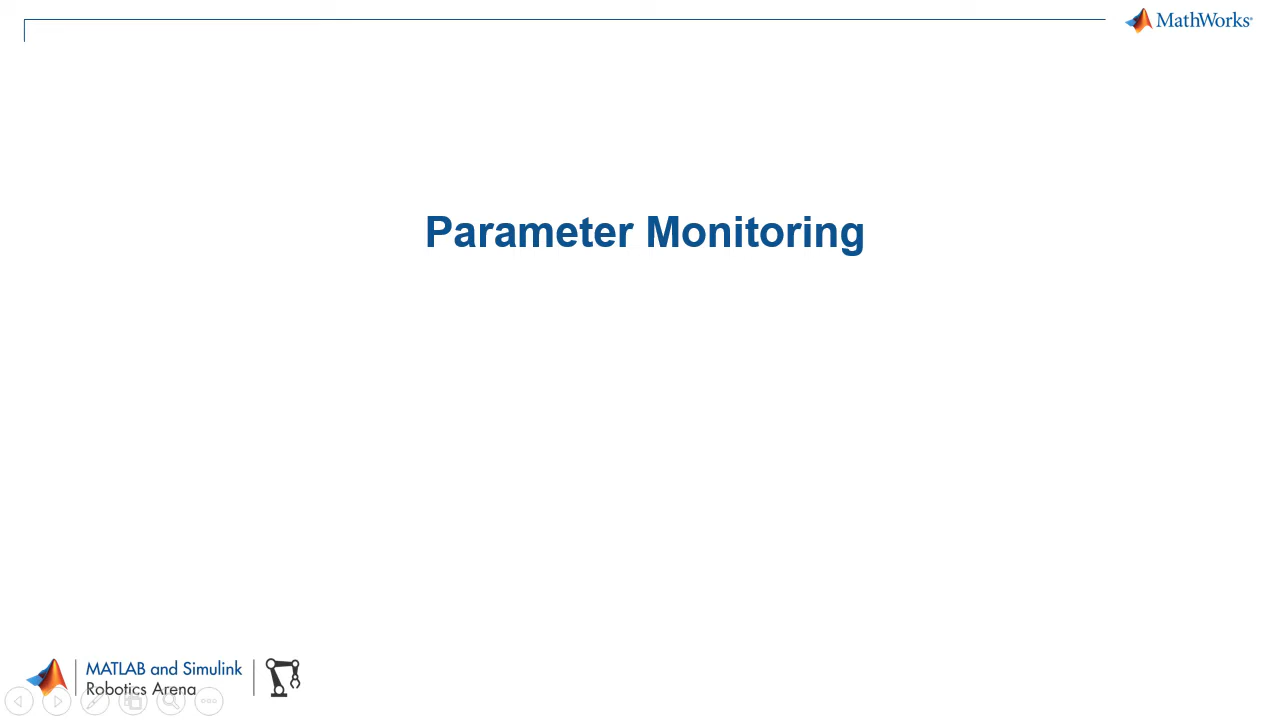 MathWorks®
Parameter Monitoring
MATLAB and Simulink
Robotics Arena